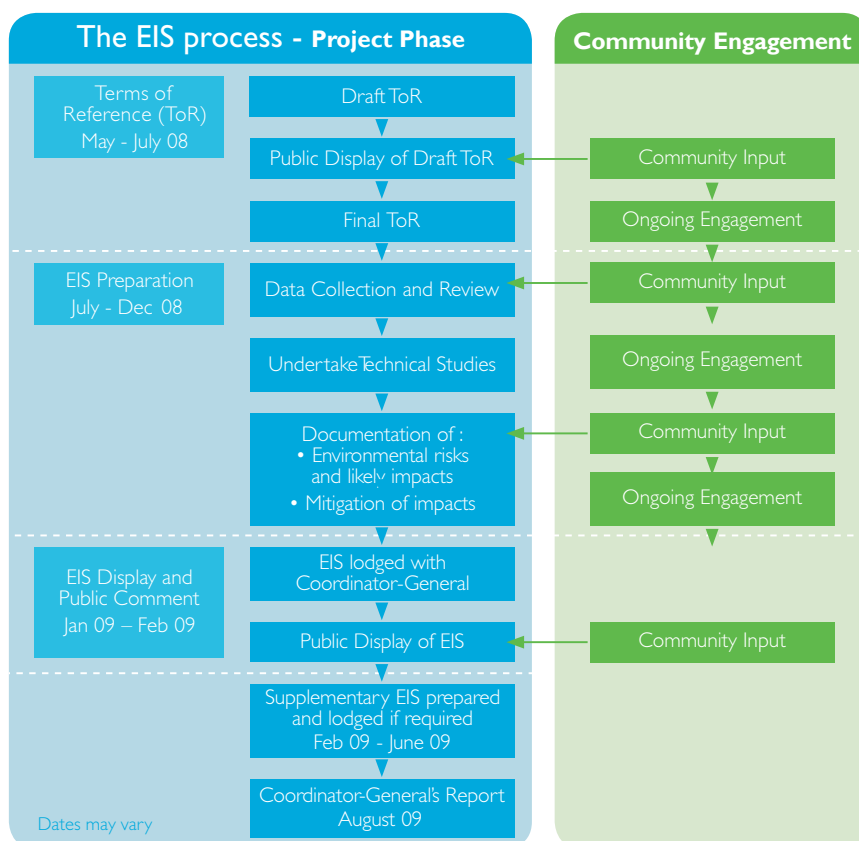 The EIS process - Project Phase
Terms of
Reference (ToR)
May - July 08
Draft ToR
Public Display of Draft ToR
Final ToR
EIS Preparation
July - Dec 08
Data Collection and Review
Undertake Technical Studies
Documentation of :
• Environmental risks
and likely impacts
• Mitigation of impacts
EIS Display and
Public Comment
Jan 09 – Feb 09
EIS lodged with
Coordinator-General
Public Display of EIS
Supplementary EIS prepared
and lodged if required
Feb 09 - June 09
Coordinator-General's Report
August 09
Dates may vary
Community Engagement
Community Input
Ongoing Engagement
Community Input
Ongoing Engagement
Community Input
Ongoing Engagement
Community Input